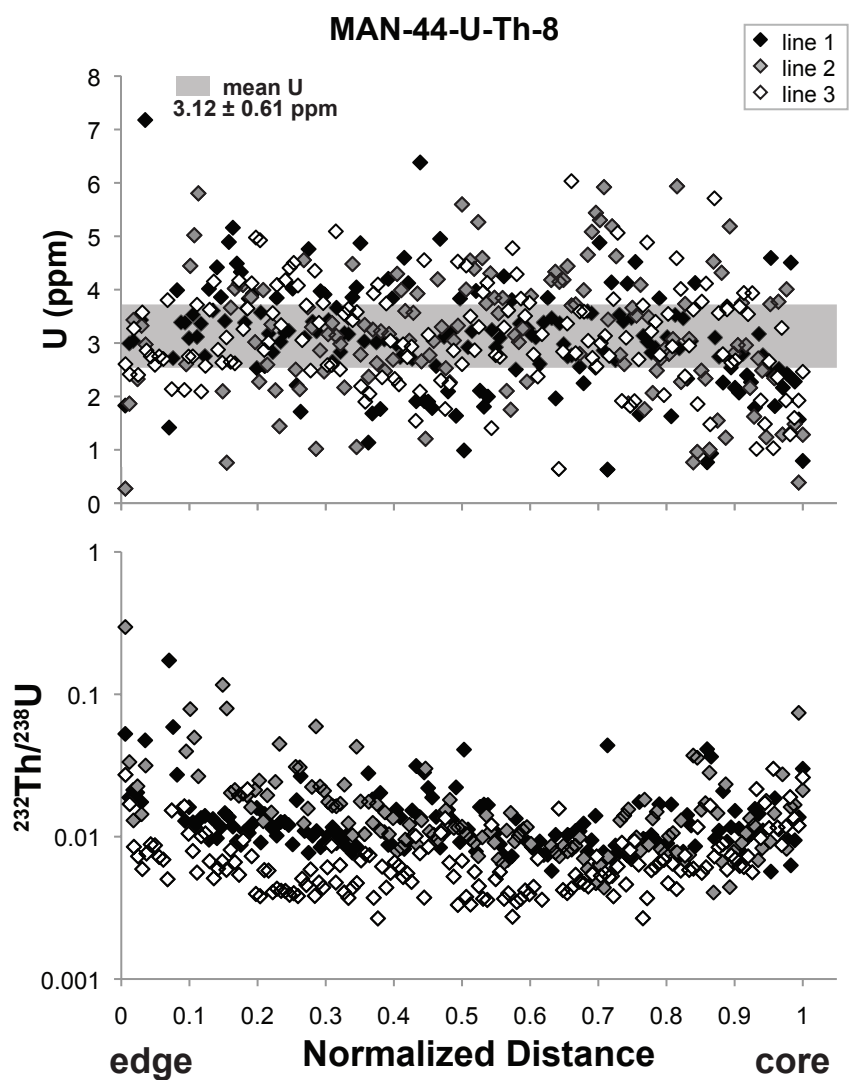 MAN-44-U-Th-8
line 1
line 2
line 3
mean U
3.12 ± 0.61 ppm
U (ppm)
8
7
6
5
4
3
2
1
0
²³²Th/²³⁸U
1
0.1
0.01
0.001
0 0.1 0.2 0.3 0.4 0.5 0.6 0.7 0.8 0.9 1
edge Normalized Distance core